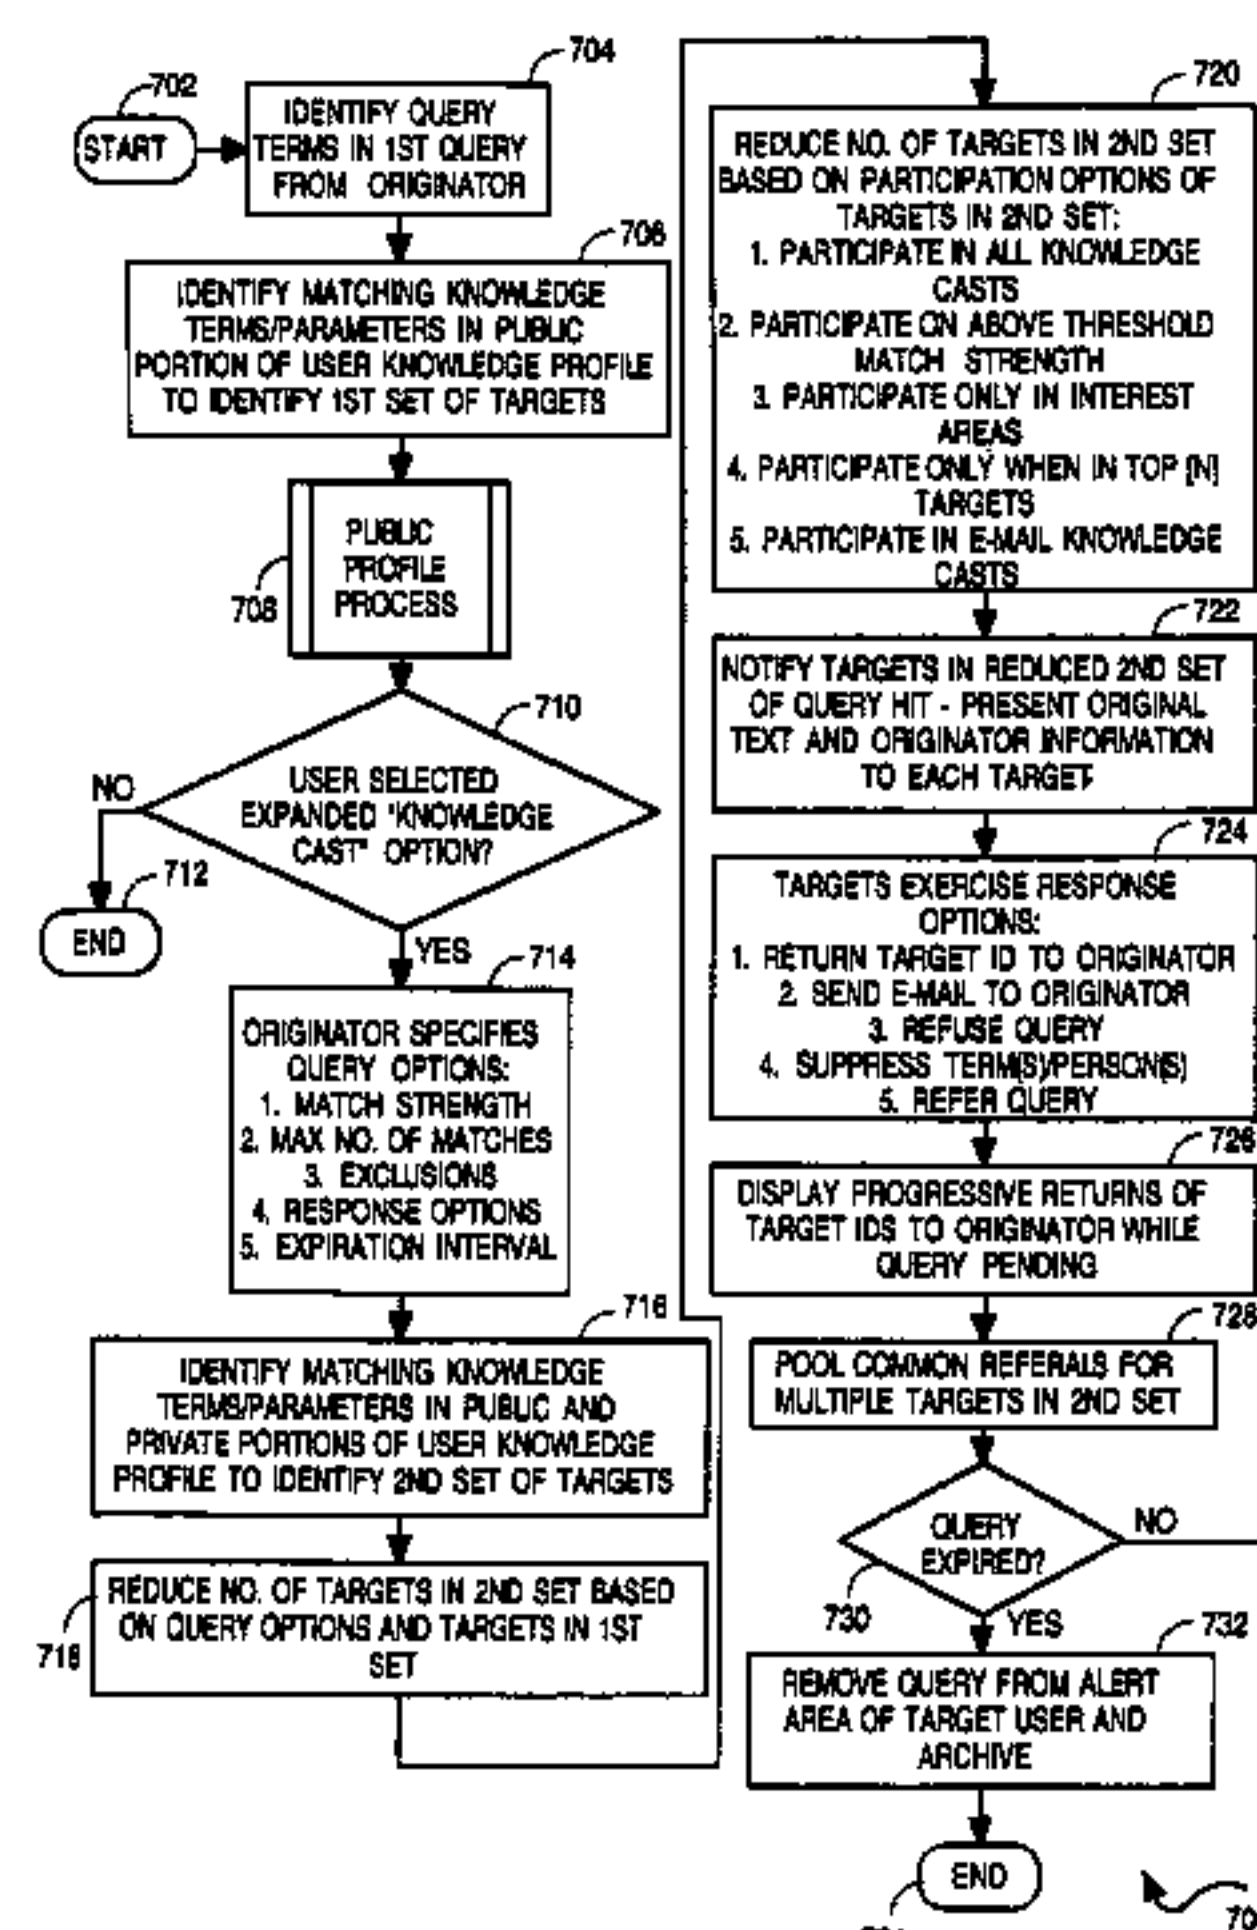 702
START
704
IDENTIFY QUERY
TERMS IN 1ST QUERY
FROM ORIGINATOR
706
IDENTIFY MATCHING KNOWLEDGE
TERMS/PARAMETERS IN PUBLIC
PORTION OF USER KNOWLEDGE PROFILE
TO IDENTIFY 1ST SET OF TARGETS
708
PUBLIC
PROFILE
PROCESS
710
USER SELECTED
EXPANDED "KNOWLEDGE
CAST" OPTION?
NO
712
END
YES
714
ORIGINATOR SPECIFIES
QUERY OPTIONS:
1. MATCH STRENGTH
2. MAX NO. OF MATCHES
3. EXCLUSIONS
4. RESPONSE OPTIONS
5. EXPIRATION INTERVAL
716
IDENTIFY MATCHING KNOWLEDGE
TERMS/PARAMETERS IN PUBLIC AND
PRIVATE PORTIONS OF USER KNOWLEDGE
PROFILE TO IDENTIFY 2ND SET OF TARGETS
718
REDUCE NO. OF TARGETS IN 2ND SET BASED
ON QUERY OPTIONS AND TARGETS IN 1ST
SET
720
REDUCE NO. OF TARGETS IN 2ND SET
BASED ON PARTICIPATION OPTIONS OF
TARGETS IN 2ND SET:
1. PARTICIPATE IN ALL KNOWLEDGE
CASTS
2. PARTICIPATE ON ABOVE THRESHOLD
MATCH STRENGTH
3. PARTICIPATE ONLY IN INTEREST
AREAS
4. PARTICIPATE ONLY WHEN IN TOP [N]
TARGETS
5. PARTICIPATE IN E-MAIL KNOWLEDGE
CASTS
722
NOTIFY TARGETS IN REDUCED 2ND SET
OF QUERY HIT - PRESENT ORIGINAL
TEXT AND ORIGINATOR INFORMATION
TO EACH TARGET
724
TARGETS EXERCISE RESPONSE
OPTIONS:
1. RETURN TARGET ID TO ORIGINATOR
2. SEND E-MAIL TO ORIGINATOR
3. REFUSE QUERY
4. SUPPRESS TERM(S)/PERSON(S)
5. REFER QUERY
726
DISPLAY PROGRESSIVE RETURNS OF
TARGET IDS TO ORIGINATOR WHILE
QUERY PENDING
728
POOL COMMON REFERALS FOR
MULTIPLE TARGETS IN 2ND SET
QUERY
EXPIRED?
NO
730
YES
732
REMOVE QUERY FROM ALERT
AREA OF TARGET USER AND
ARCHIVE
END